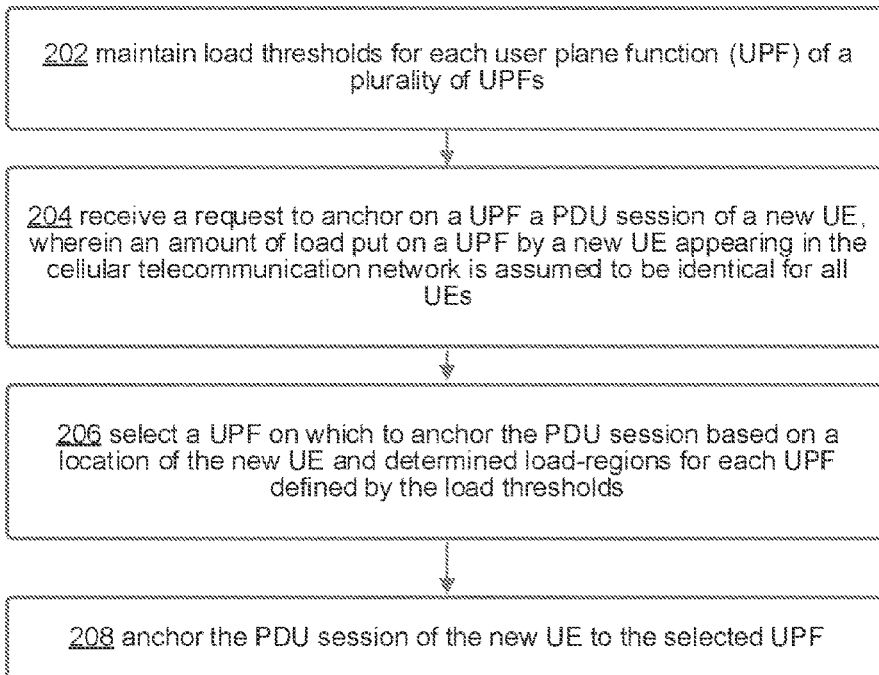 202 maintain load thresholds for each user plane function (UPF) of a
plurality of UPFs
204 receive a request to anchor on a UPF a PDU session of a new UE,
wherein an amount of load put on a UPF by a new UE appearing in the
cellular telecommunication network is assumed to be identical for all
UEs
206 select a UPF on which to anchor the PDU session based on a
location of the new UE and determined load-regions for each UPF
defined by the load thresholds
208 anchor the PDU session of the new UE to the selected UPF